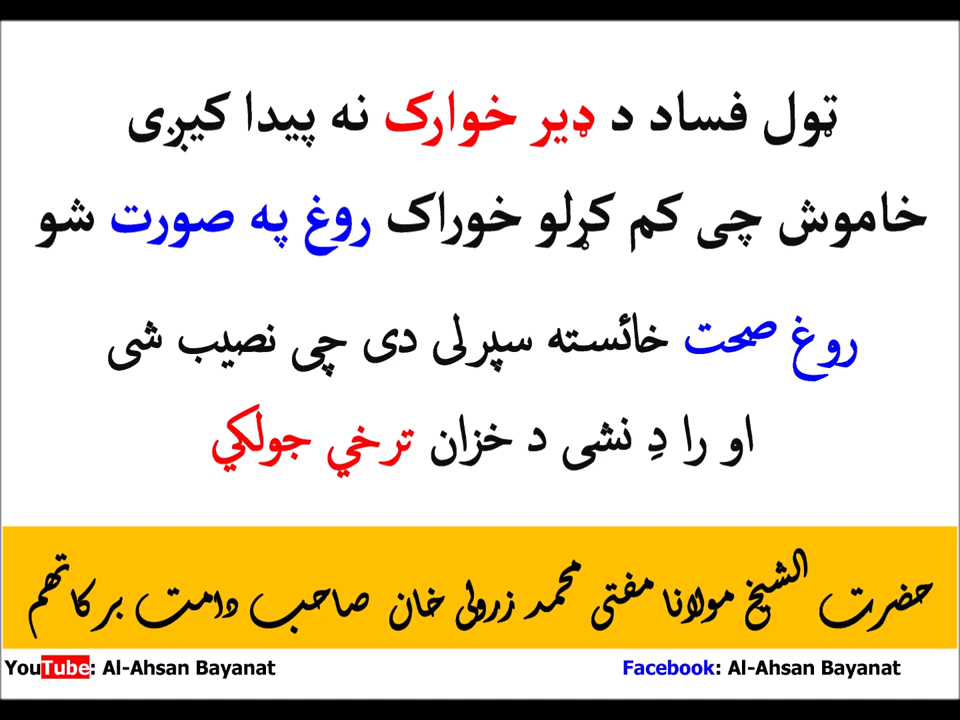 ټول فساد د ډیر خوارک نه پیدا کیږی
خاموش چی کم کړلو خوراک روغ په صورت شو
روغ صحت خائسته سپرلی دی چی نصیب شی
او را دِ نشی د خزان ترخي جولكي
حضرت الشیخ مولانا مفتی محمد زرولی خان صاحب دامت برکاتهم
YouTube: Al-Ahsan Bayanat Facebook: Al-Ahsan Bayanat